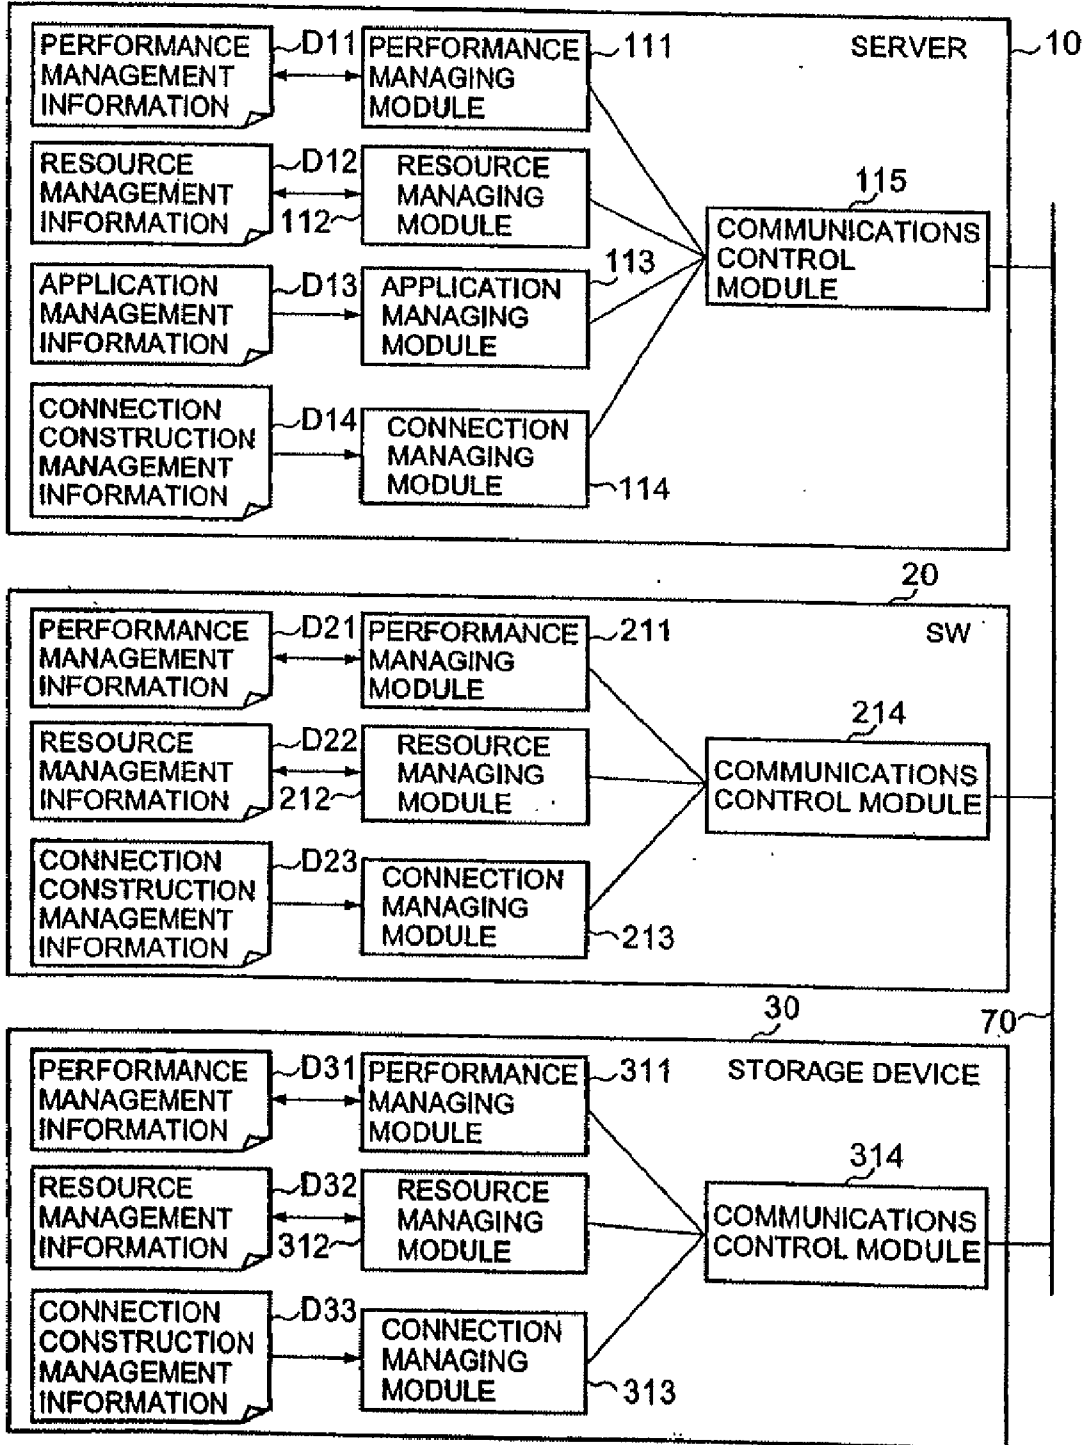 PERFORMANCE
MANAGEMENT
INFORMATION
D11
PERFORMANCE
MANAGING
MODULE
111
SERVER
10
RESOURCE
MANAGEMENT
INFORMATION
D12
112
RESOURCE
MANAGING
MODULE
115
COMMUNICATIONS
CONTROL
MODULE
APPLICATION
MANAGEMENT
INFORMATION
D13
APPLICATION
MANAGING
MODULE
113
CONNECTION
CONSTRUCTION
MANAGEMENT
INFORMATION
D14
CONNECTION
MANAGING
MODULE
114
20
PERFORMANCE
MANAGEMENT
INFORMATION
D21
PERFORMANCE
MANAGING
MODULE
211
SW
RESOURCE
MANAGEMENT
INFORMATION
D22
212
RESOURCE
MANAGING
MODULE
214
COMMUNICATIONS
CONTROL MODULE
CONNECTION
CONSTRUCTION
MANAGEMENT
INFORMATION
D23
CONNECTION
MANAGING
MODULE
213
30
70
PERFORMANCE
MANAGEMENT
INFORMATION
D31
PERFORMANCE
MANAGING
MODULE
311
STORAGE DEVICE
RESOURCE
MANAGEMENT
INFORMATION
D32
312
RESOURCE
MANAGING
MODULE
314
COMMUNICATIONS
CONTROL MODULE
CONNECTION
CONSTRUCTION
MANAGEMENT
INFORMATION
D33
CONNECTION
MANAGING
MODULE
313